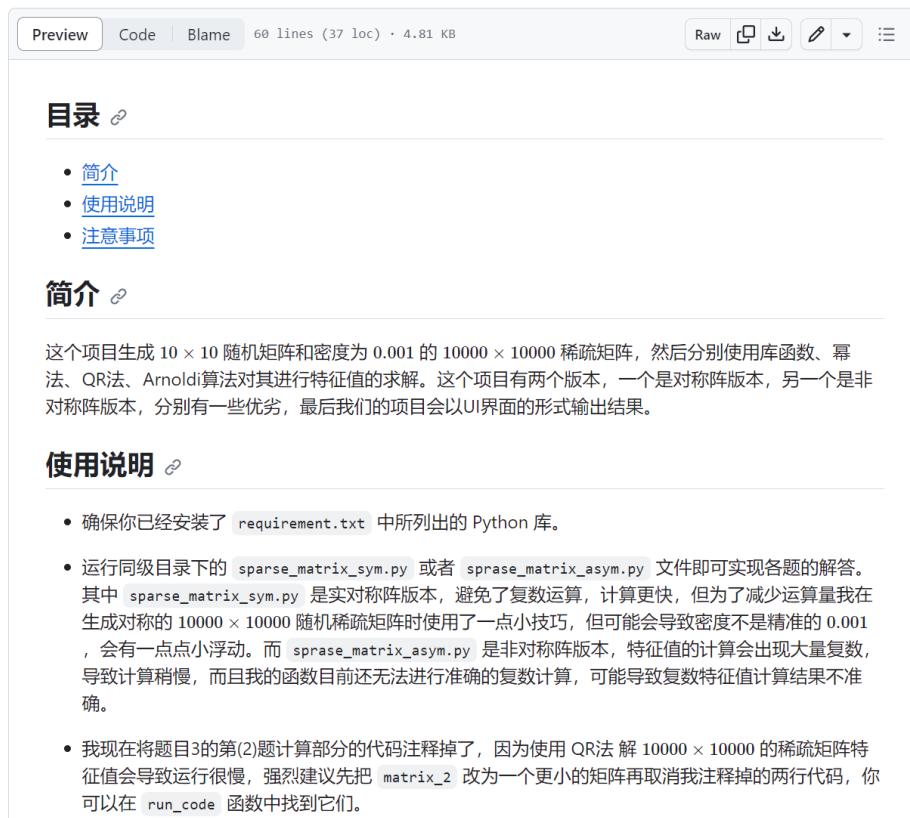 Preview Code Blame 60 lines (37 loc) · 4.81 KB Raw
目录
简介
使用说明
注意事项
简介
这个项目生成 10 × 10 随机矩阵和密度为 0.001 的 10000 × 10000 稀疏矩阵，然后分别使用库函数、幂
法、QR法、Arnoldi算法对其进行特征值的求解。这个项目有两个版本，一个是对称阵版本，另一个是非
对称阵版本，分别有一些优劣，最后我们的项目会以UI界面的形式输出结果。
使用说明
确保你已经安装了 requirement.txt 中所列出的 Python 库。
运行同级目录下的 sparse_matrix_sym.py 或者 sprase_matrix_asym.py 文件即可实现各题的解答。
其中 sparse_matrix_sym.py 是实对称阵版本，避免了复数运算，计算更快，但为了减少运算量我在
生成对称的 10000 × 10000 随机稀疏矩阵时使用了一点小技巧，但可能会导致密度不是精准的 0.001
，会有一点点小浮动。而 sprase_matrix_asym.py 是非对称阵版本，特征值的计算会出现大量复数，
导致计算稍慢，而且我的函数目前还无法进行准确的复数计算，可能导致复数特征值计算结果不准
确。
我现在将题目3的第(2)题计算部分的代码注释掉了，因为使用 QR法 解 10000 × 10000 的稀疏矩阵特
征值会导致运行很慢，强烈建议先把 matrix_2 改为一个更小的矩阵再取消我注释掉的两行代码，你
可以在 run_code 函数中找到它们。